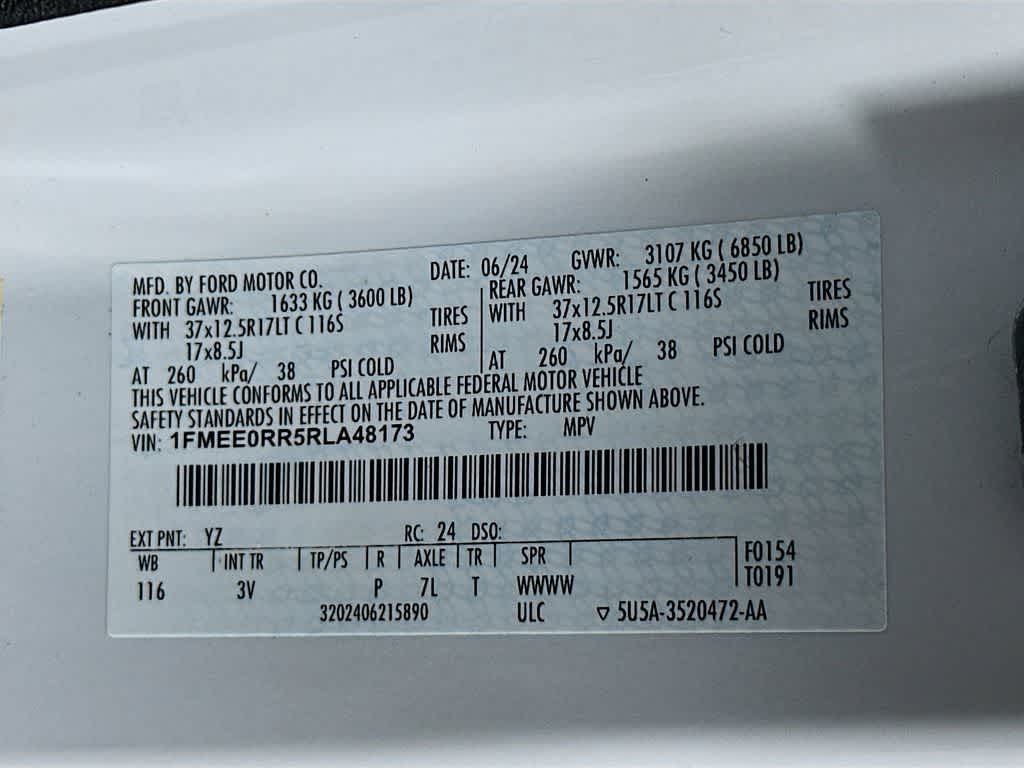 MFD. BY FORD MOTOR CO. DATE: 06/24 GVWR: 3107 KG ( 6850 LB)
FRONT GAWR: 1633 KG ( 3600 LB) REAR GAWR: 1565 KG ( 3450 LB)
WITH 37x12.5R17LT C 116S TIRES WITH 37x12.5R17LT C 116S TIRES
17x8.5J RIMS 17x8.5J RIMS
AT 260 kPa/ 38 PSI COLD AT 260 kPa/ 38 PSI COLD
THIS VEHICLE CONFORMS TO ALL APPLICABLE FEDERAL MOTOR VEHICLE
SAFETY STANDARDS IN EFFECT ON THE DATE OF MANUFACTURE SHOWN ABOVE.
VIN: 1FMEE0RR5RLA48173 TYPE: MPV
EXT PNT: YZ RC: 24 DSO:
WB INT TR TP/PS R AXLE TR SPR F0154
116 3V P 7L T WWWW T0191
3202406215890 ULC ▽ 5U5A-3520472-AA